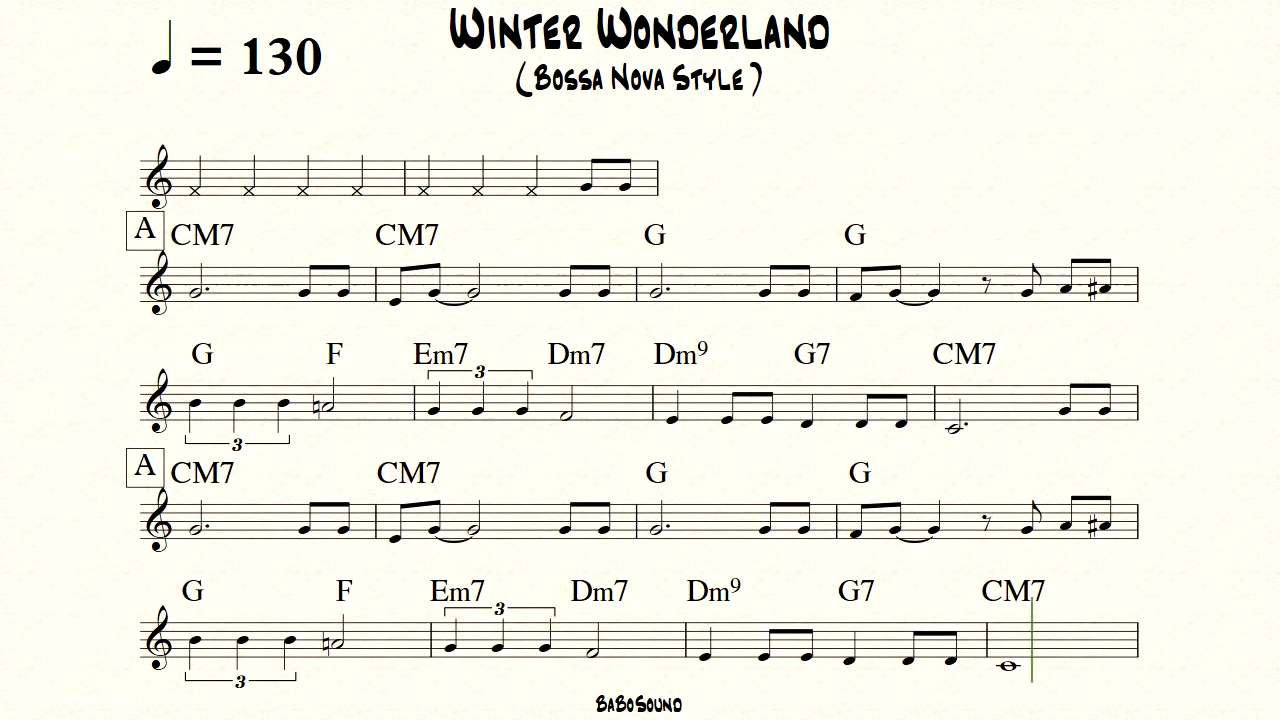 ♩ = 130
Winter Wonderland
( Bossa Nova Style )
A CM7 CM7 G G
G F Em7 Dm7 Dm9 G7 CM7
3 3
A CM7 CM7 G G
G F Em7 Dm7 Dm9 G7 CM7
3 3
BaBoSound